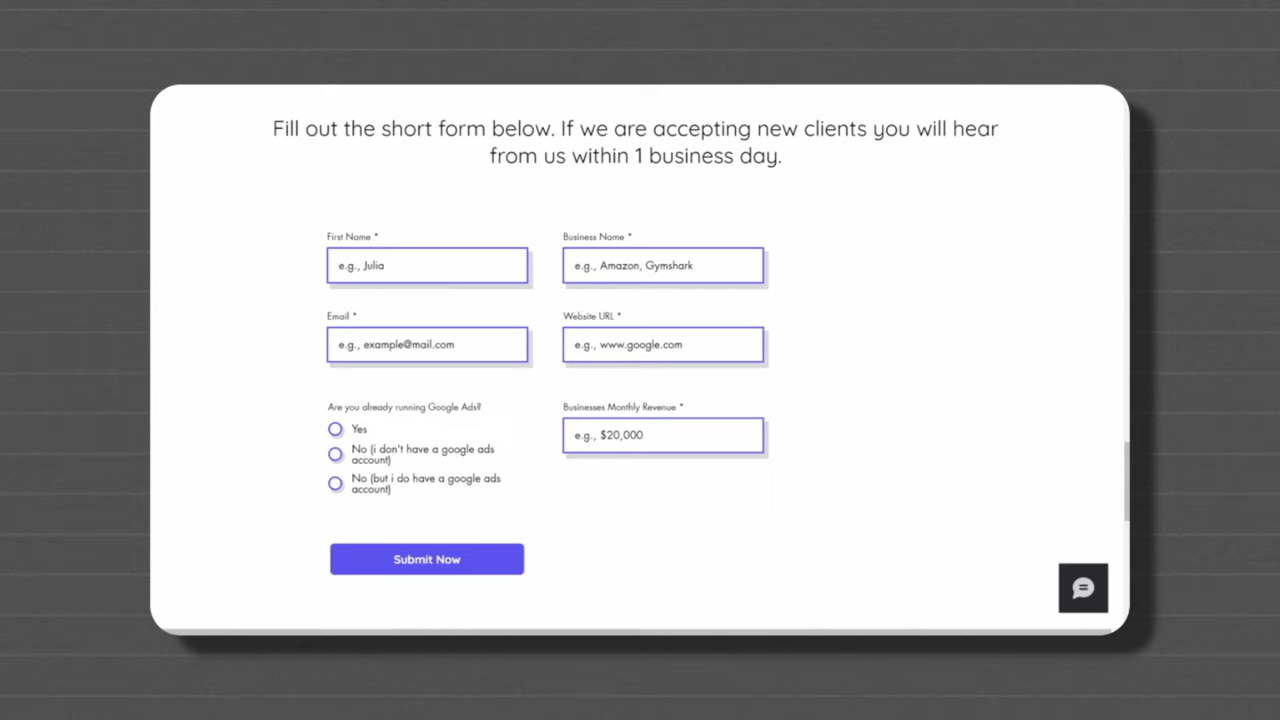 Fill out the short form below. If we are accepting new clients you will hear
from us within 1 business day.
First Name *
Business Name *
e.g., Julia
e.g., Amazon, Gymshark
Email *
Website URL *
e.g., example@mail.com
e.g., www.google.com
Are you already running Google Ads?
Businesses Monthly Revenue *
Yes
e.g., $20,000
No (i don't have a google ads
account)
No (but i do have a google ads
account)
Submit Now